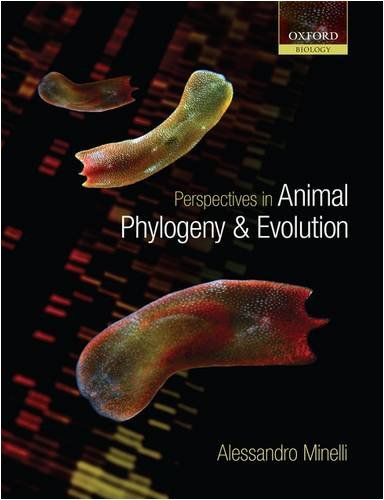 OXFORD
BIOLOGY
Perspectives in Animal
Phylogeny & Evolution
Alessandro Minelli